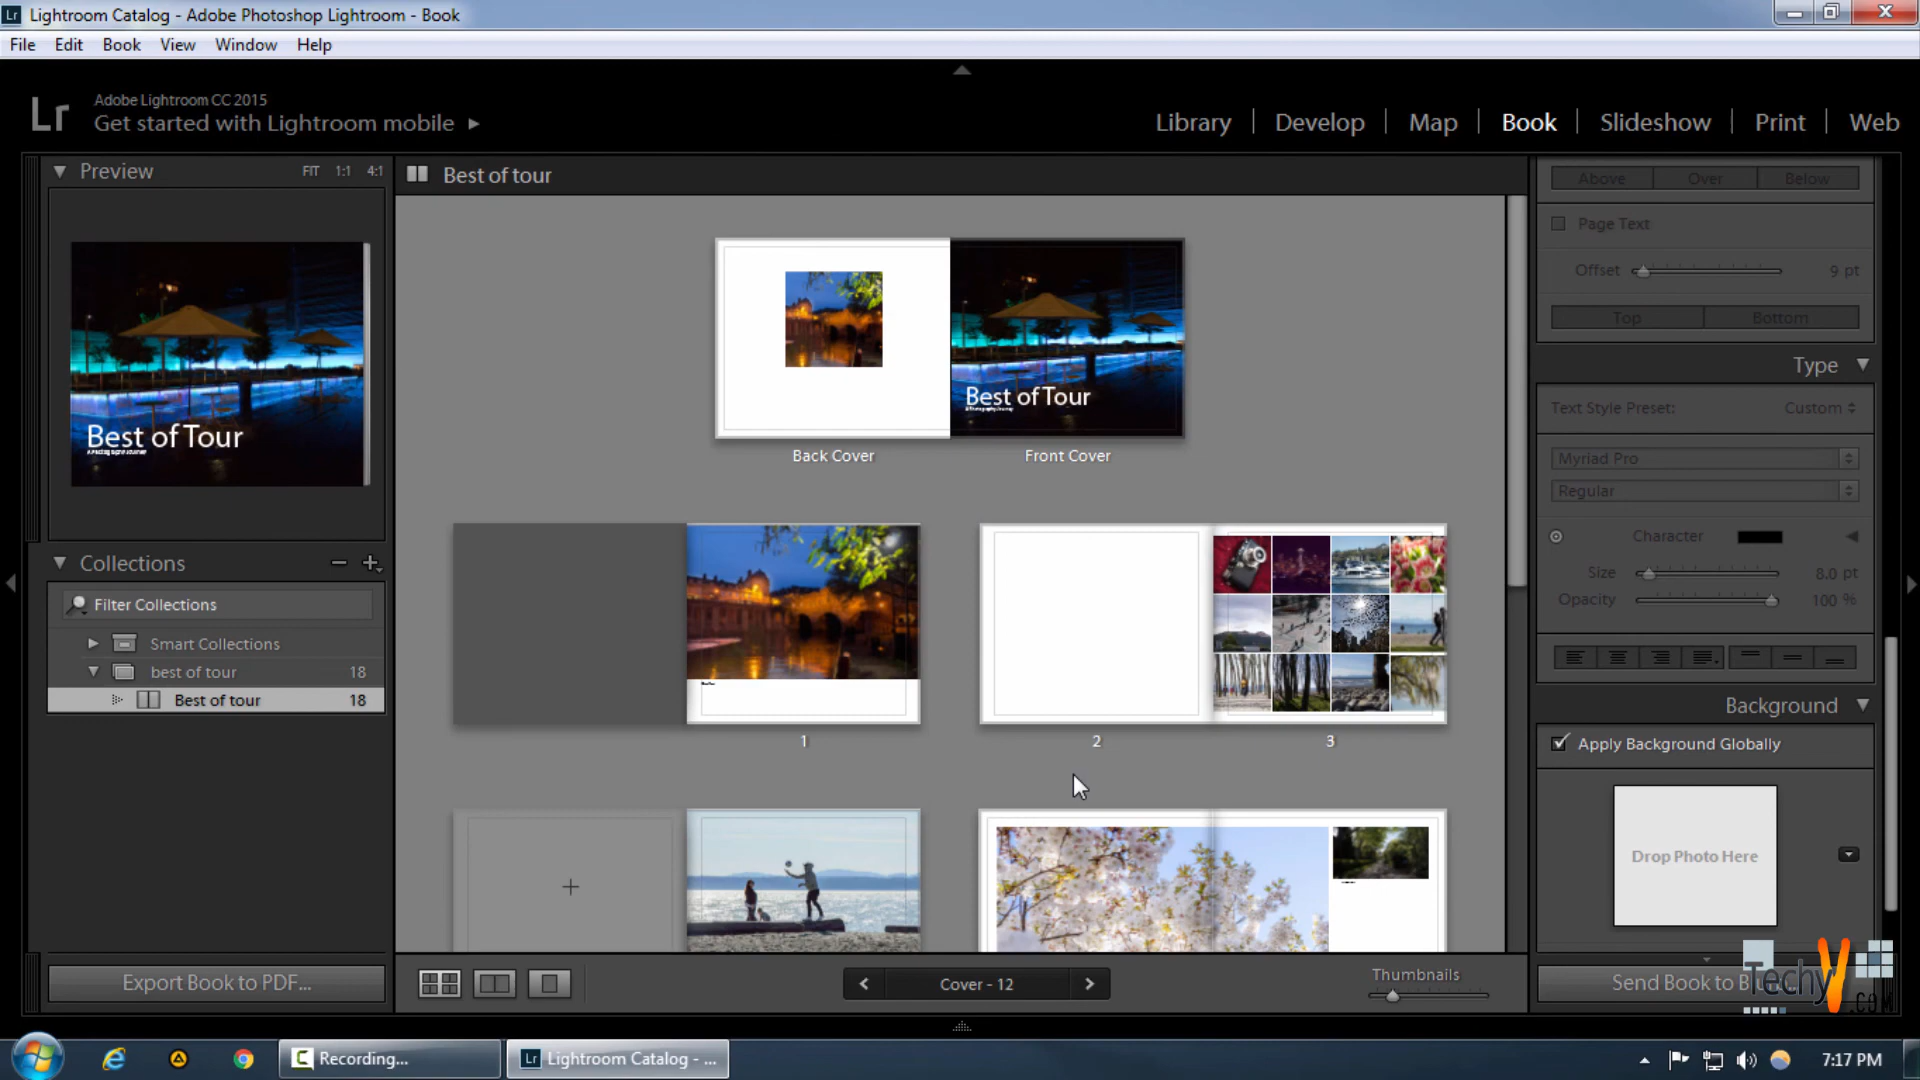 Lightroom Catalog - Adobe Photoshop Lightroom - Book
File Edit Book View Window Help
Adobe Lightroom CC 2015
Get started with Lightroom mobile
Library Develop Map Book Slideshow Print Web
Preview FIT 1:1 4:1
Best of Tour
Best of tour
Best of Tour
Back Cover Front Cover
1 2 3
Collections
Filter Collections
Smart Collections
best of tour 18
Best of tour 18
Above Over Below
Page Text
Offset 9 pt
Top Bottom
Type
Text Style Preset: Custom
Myriad Pro
Regular
Character
Size 8.0 pt
Opacity 100 %
Background
Apply Background Globally
Drop Photo Here
Export Book to PDF...
Cover - 12
Thumbnails
Send Book to
TechyV
.COM
Recording...
Lightroom Catalog - ...
7:17 PM